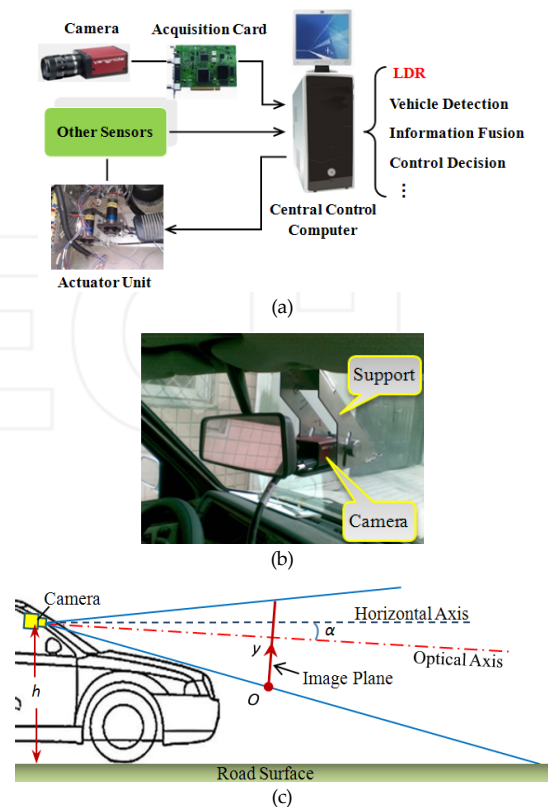 Camera
Acquisition Card
LDR
Vehicle Detection
Other Sensors
Information Fusion
Control Decision
⋮
Central Control
Computer
Actuator Unit
(a)
Support
Camera
(b)
Camera
Horizontal Axis
α
Optical Axis
y
Image Plane
h
O
Road Surface
(c)